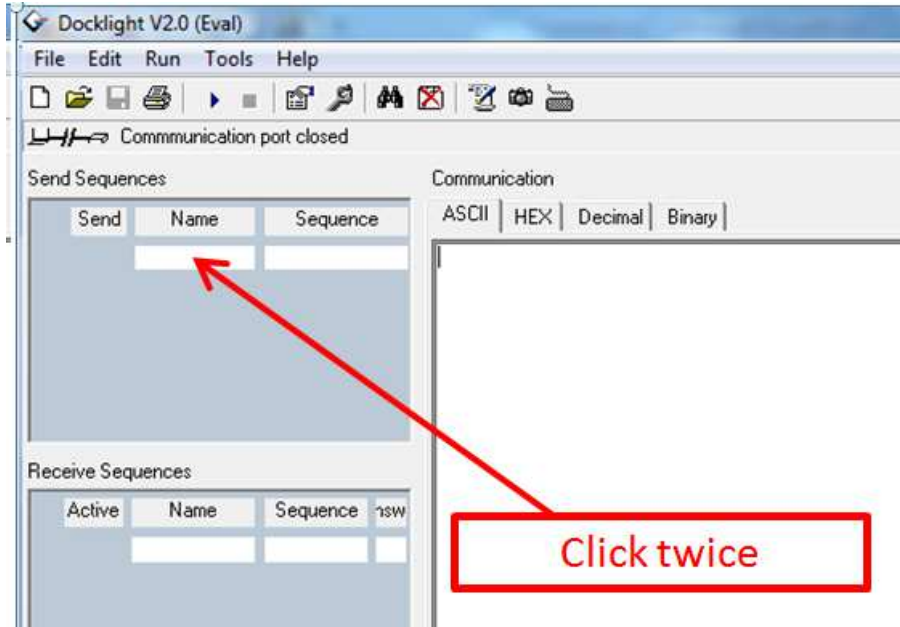 Docklight V2.0 (Eval)
File Edit Run Tools Help
Commmunication port closed
Send Sequences
Send Name Sequence
Communication
ASCII HEX Decimal Binary
Receive Sequences
Active Name Sequence nsw
Click twice